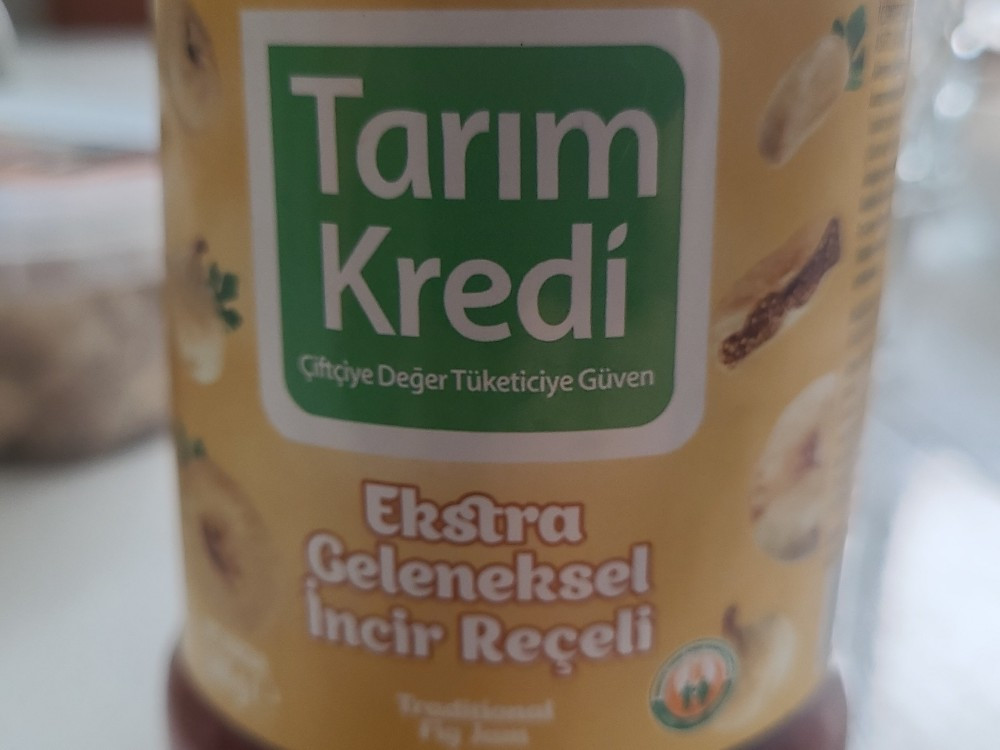 Tarım
Kredi
Çiftçiye Değer Tüketiciye Güven
Ekstra
Geleneksel
İncir Reçeli
Traditional
Fig Jam